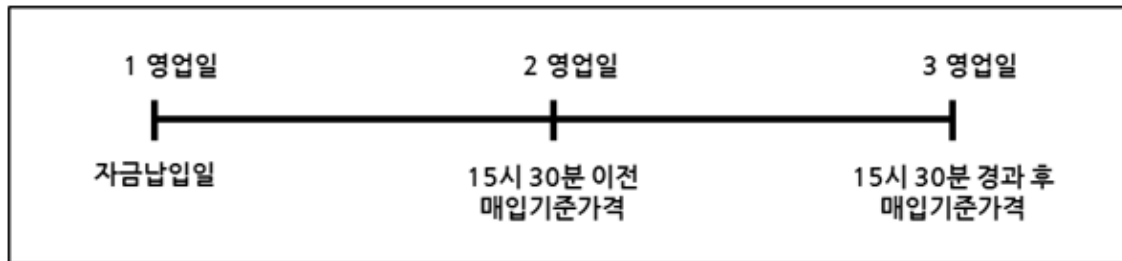 1 영업일
2 영업일
3 영업일
자금납입일
15시 30분 이전
매입기준가격
15시 30분 경과 후
매입기준가격